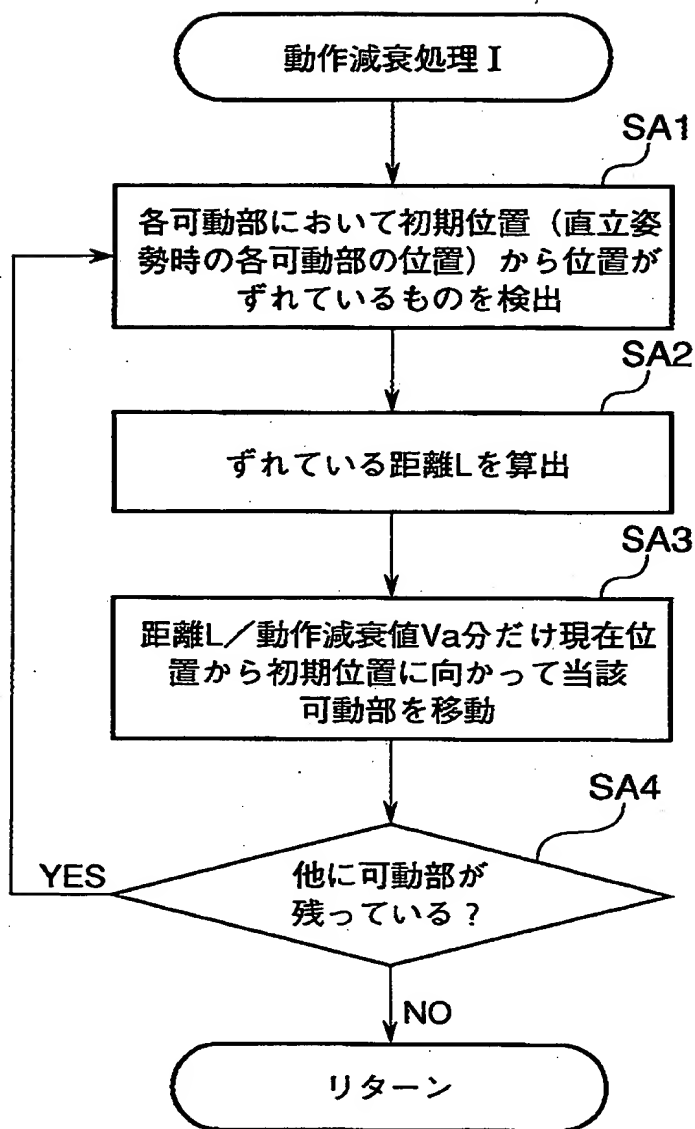 動作減衰処理Ⅰ
SA1
各可動部において初期位置（直立姿
勢時の各可動部の位置）から位置が
ずれているものを検出
SA2
ずれている距離Lを算出
SA3
距離L／動作減衰値Va分だけ現在位
置から初期位置に向かって当該
可動部を移動
SA4
YES
他に可動部が
残っている？
NO
リターン